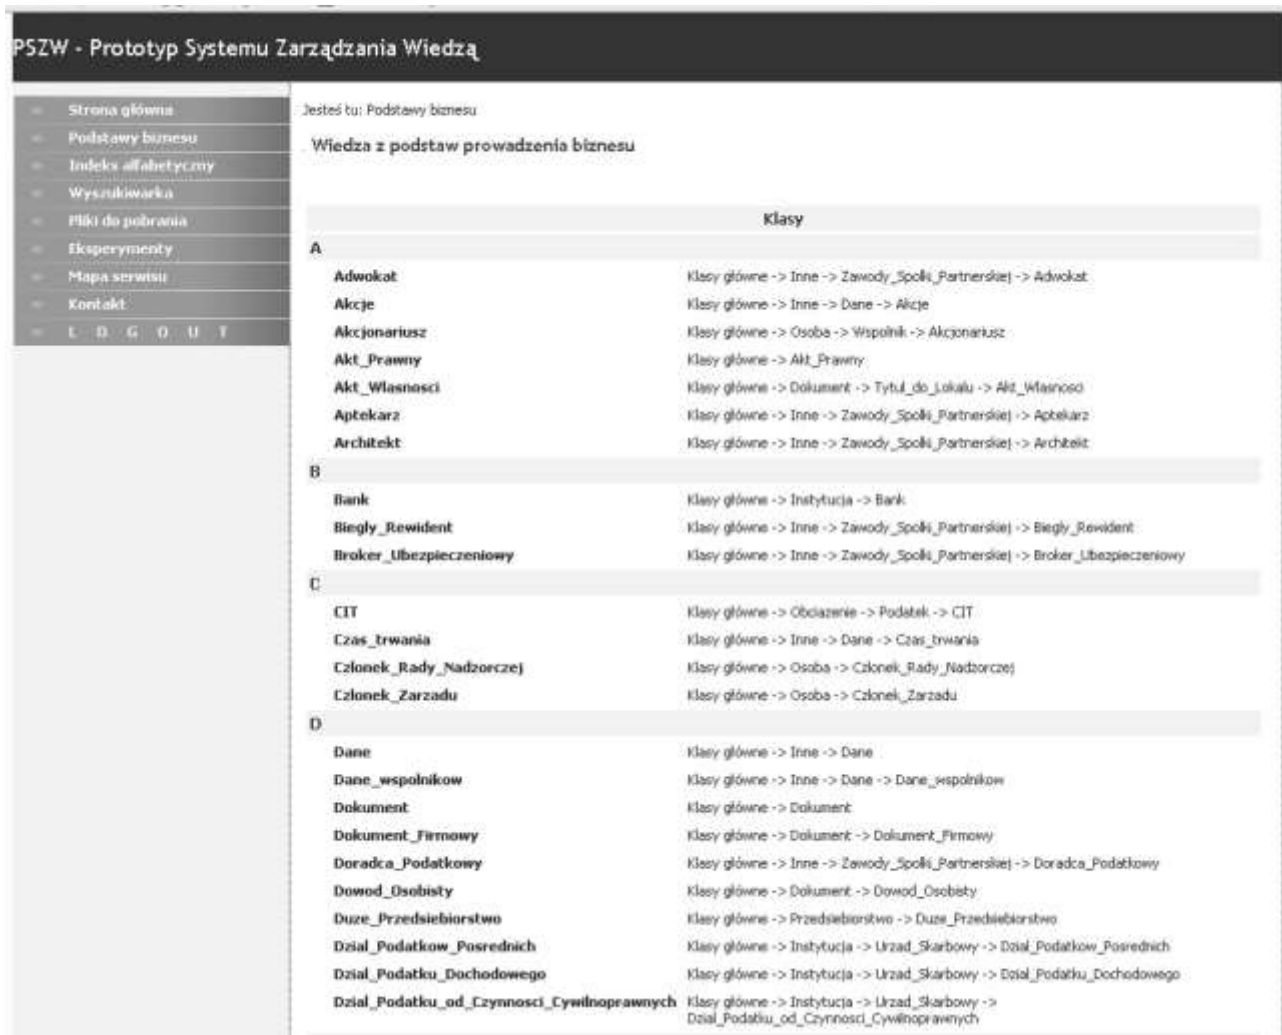 PSZW - Prototyp Systemu Zarządzania Wiedzą
Strona główna
Podstawy biznesu
Indeks alfabetyczny
Wyszukiwarka
Pliki do pobrania
Eksperymenty
Mapa serwisu
Kontakt
L O G O U T
Jesteś tu: Podstawy biznesu
Wiedza z podstaw prowadzenia biznesu
Klasy
A
Adwokat Klasy główne -> Inne -> Zawody_Spolki_Partnerskiej -> Adwokat
Akcje Klasy główne -> Inne -> Dane -> Akcje
Akcjonariusz Klasy główne -> Osoba -> Wspolnik -> Akcjonariusz
Akt_Prawny Klasy główne -> Akt_Prawny
Akt_Wlasnosci Klasy główne -> Dokument -> Tytul_do_Lokalu -> Akt_Wlasnosci
Aptekarz Klasy główne -> Inne -> Zawody_Spolki_Partnerskiej -> Aptekarz
Architekt Klasy główne -> Inne -> Zawody_Spolki_Partnerskiej -> Architekt
B
Bank Klasy główne -> Instytucja -> Bank
Biegly_Rewident Klasy główne -> Inne -> Zawody_Spolki_Partnerskiej -> Biegly_Rewident
Broker_Ubezpieczeniowy Klasy główne -> Inne -> Zawody_Spolki_Partnerskiej -> Broker_Ubezpieczeniowy
C
CIT Klasy główne -> Obciazenie -> Podatek -> CIT
Czas_trwania Klasy główne -> Inne -> Dane -> Czas_trwania
Czlonek_Rady_Nadzorczej Klasy główne -> Osoba -> Czlonek_Rady_Nadzorczej
Czlonek_Zarzadu Klasy główne -> Osoba -> Czlonek_Zarzadu
D
Dane Klasy główne -> Inne -> Dane
Dane_wspolnikow Klasy główne -> Inne -> Dane -> Dane_wspolnikow
Dokument Klasy główne -> Dokument
Dokument_Firmowy Klasy główne -> Dokument -> Dokument_Firmowy
Doradca_Podatkowy Klasy główne -> Inne -> Zawody_Spolki_Partnerskiej -> Doradca_Podatkowy
Dowod_Osobisty Klasy główne -> Dokument -> Dowod_Osobisty
Duze_Przedsiebiorstwo Klasy główne -> Przedsiebiorstwo -> Duze_Przedsiebiorstwo
Dzial_Podatkow_Posrednich Klasy główne -> Instytucja -> Urzad_Skarbowy -> Dzial_Podatkow_Posrednich
Dzial_Podatku_Dochodowego Klasy główne -> Instytucja -> Urzad_Skarbowy -> Dzial_Podatku_Dochodowego
Dzial_Podatku_od_Czynnosci_Cywilnoprawnych Klasy główne -> Instytucja -> Urzad_Skarbowy ->
Dzial_Podatku_od_Czynnosci_Cywilnoprawnych